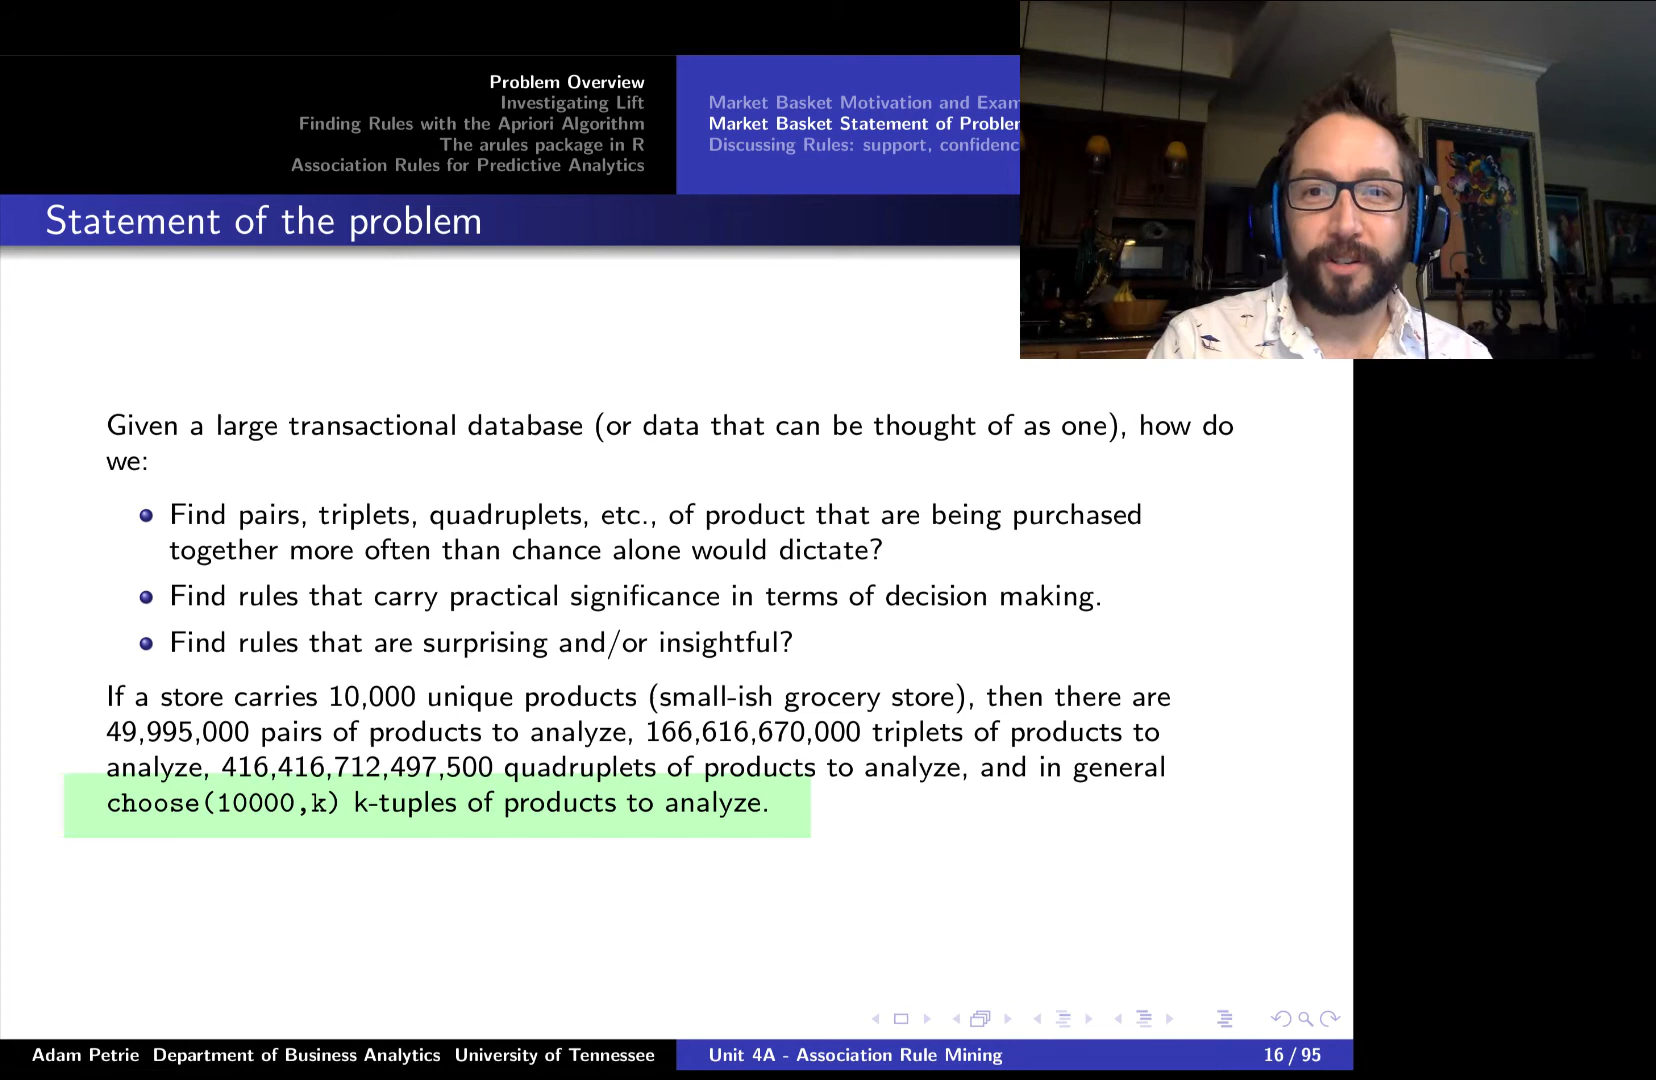 Problem Overview
Investigating Lift
Finding Rules with the Apriori Algorithm
The arules package in R
Association Rules for Predictive Analytics
Market Basket Motivation and Exam
Market Basket Statement of Proble
Discussing Rules: support, confidenc
Statement of the problem
Given a large transactional database (or data that can be thought of as one), how do
we:
Find pairs, triplets, quadruplets, etc., of product that are being purchased
together more often than chance alone would dictate?
Find rules that carry practical significance in terms of decision making.
Find rules that are surprising and/or insightful?
If a store carries 10,000 unique products (small-ish grocery store), then there are
49,995,000 pairs of products to analyze, 166,616,670,000 triplets of products to
analyze, 416,416,712,497,500 quadruplets of products to analyze, and in general
choose(10000,k) k-tuples of products to analyze.
Adam Petrie Department of Business Analytics University of Tennessee
Unit 4A - Association Rule Mining
16 / 95